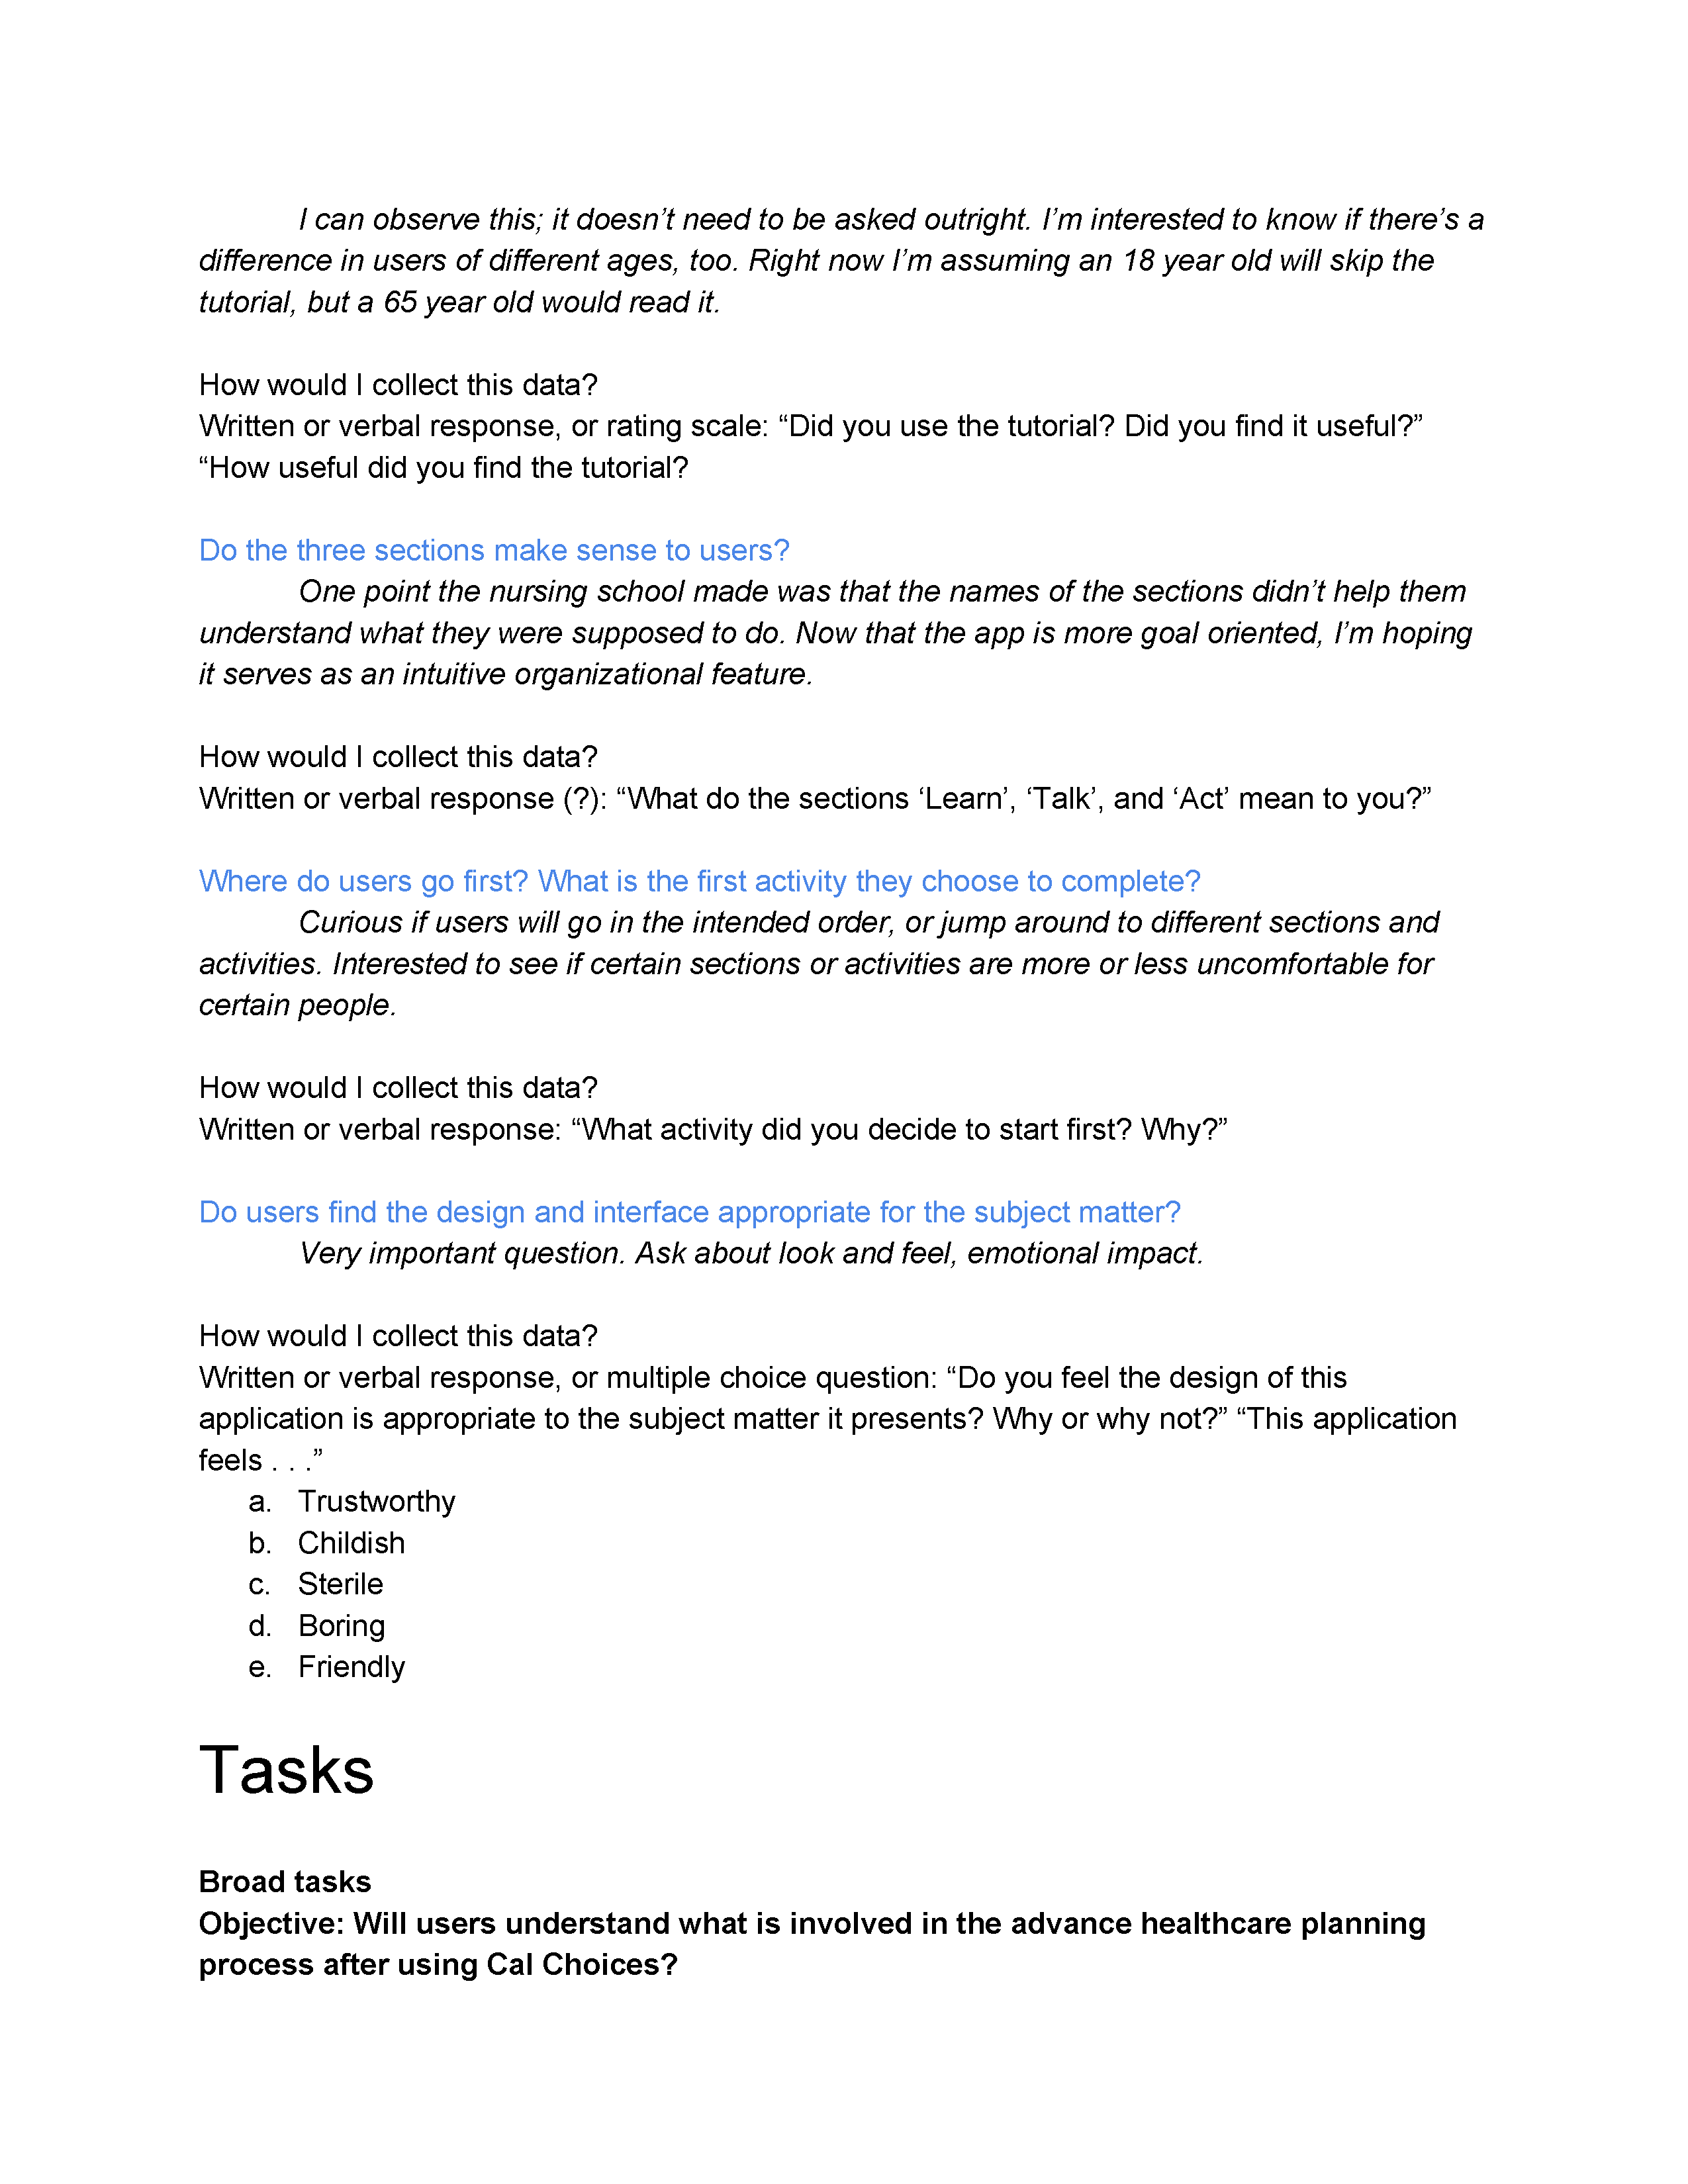 I can observe this; it doesn’t need to be asked outright. I’m interested to know if there’s a
difference in users of different ages, too. Right now I’m assuming an 18 year old will skip the
tutorial, but a 65 year old would read it.
How would I collect this data?
Written or verbal response, or rating scale: “Did you use the tutorial? Did you find it useful?”
“How useful did you find the tutorial?
Do the three sections make sense to users?
One point the nursing school made was that the names of the sections didn’t help them
understand what they were supposed to do. Now that the app is more goal oriented, I’m hoping
it serves as an intuitive organizational feature.
How would I collect this data?
Written or verbal response (?): “What do the sections ‘Learn’, ‘Talk’, and ‘Act’ mean to you?”
Where do users go first? What is the first activity they choose to complete?
Curious if users will go in the intended order, or jump around to different sections and
activities. Interested to see if certain sections or activities are more or less uncomfortable for
certain people.
How would I collect this data?
Written or verbal response: “What activity did you decide to start first? Why?”
Do users find the design and interface appropriate for the subject matter?
Very important question. Ask about look and feel, emotional impact.
How would I collect this data?
Written or verbal response, or multiple choice question: “Do you feel the design of this
application is appropriate to the subject matter it presents? Why or why not?” “This application
feels . . .”
a. Trustworthy
b. Childish
c. Sterile
d. Boring
e. Friendly
Tasks
Broad tasks
Objective: Will users understand what is involved in the advance healthcare planning
process after using Cal Choices?